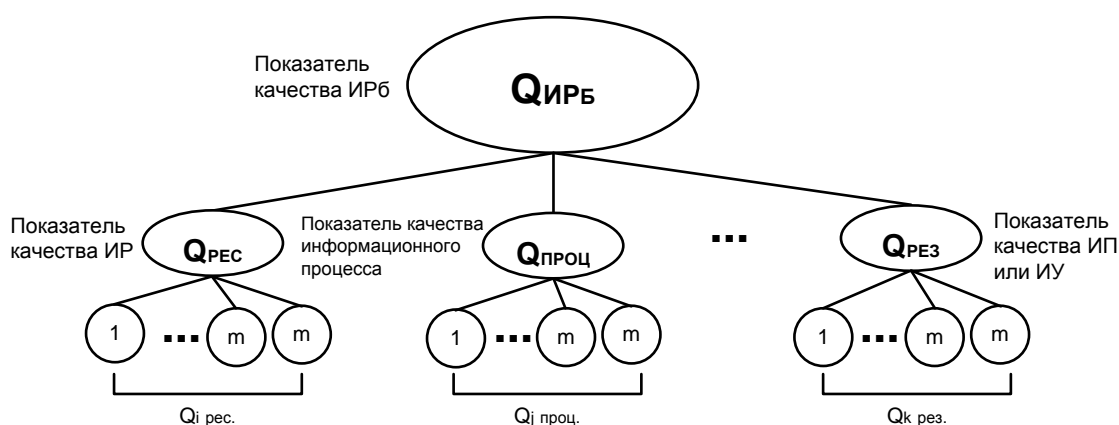 Показатель
качества ИРб
QИРБ
Показатель
качества ИР
QРЕС
Показатель качества
информационного
процесса
QПРОЦ
...
QРЕЗ
Показатель
качества ИП
или ИУ
1 ... m m
1 ... m m
1 ... m m
Qi рес.
Qj проц.
Qk рез.